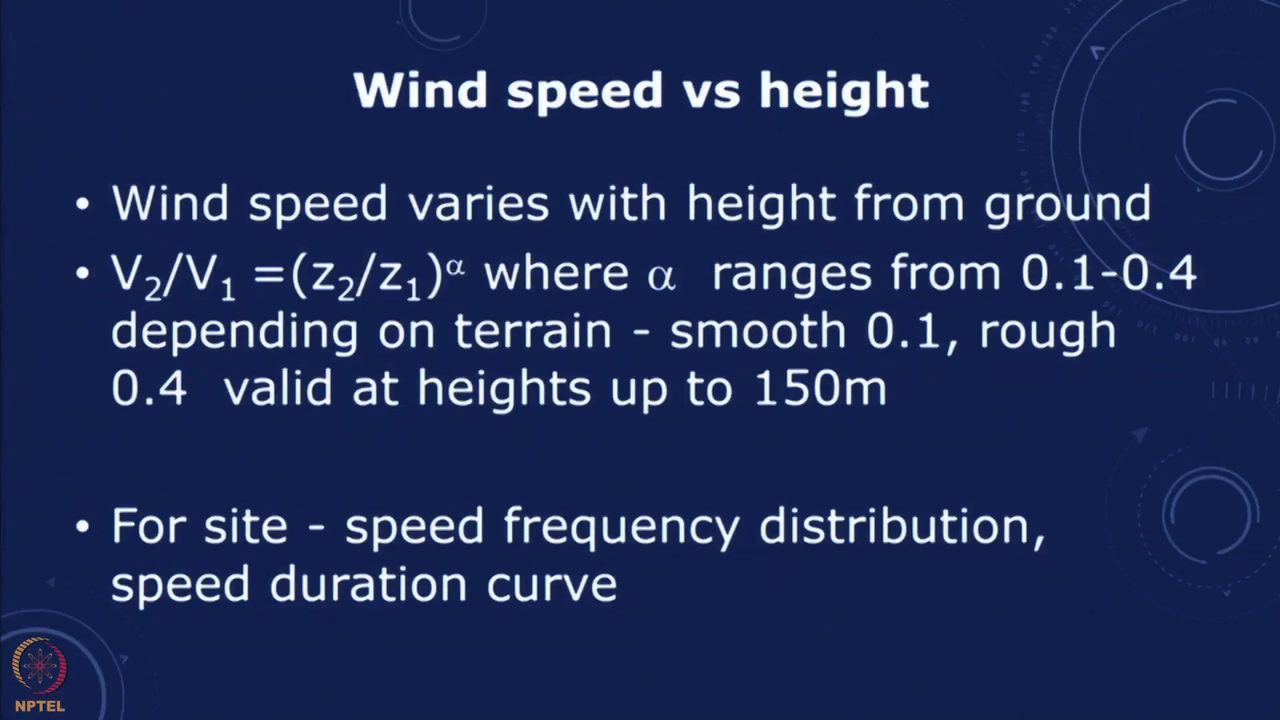 Wind speed vs height
• Wind speed varies with height from ground
• V₂/V₁ =(z₂/z₁)^α where α ranges from 0.1-0.4
depending on terrain - smooth 0.1, rough
0.4 valid at heights up to 150m
• For site - speed frequency distribution,
speed duration curve
NPTEL